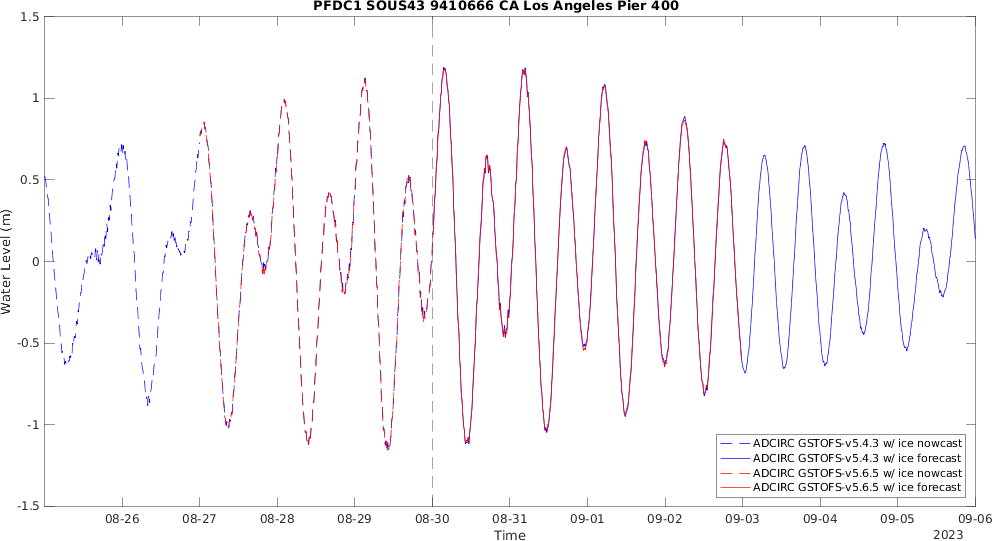 PFDC1 SOUS43 9410666 CA Los Angeles Pier 400
1.5
1
0.5
0
-0.5
-1
-1.5
Water Level (m)
08-26 08-27 08-28 08-29 08-30 08-31 09-01 09-02 09-03 09-04 09-05 09-06
Time
2023
ADCIRC GSTOFS-v5.4.3 w/ ice nowcast
ADCIRC GSTOFS-v5.4.3 w/ ice forecast
ADCIRC GSTOFS-v5.6.5 w/ ice nowcast
ADCIRC GSTOFS-v5.6.5 w/ ice forecast